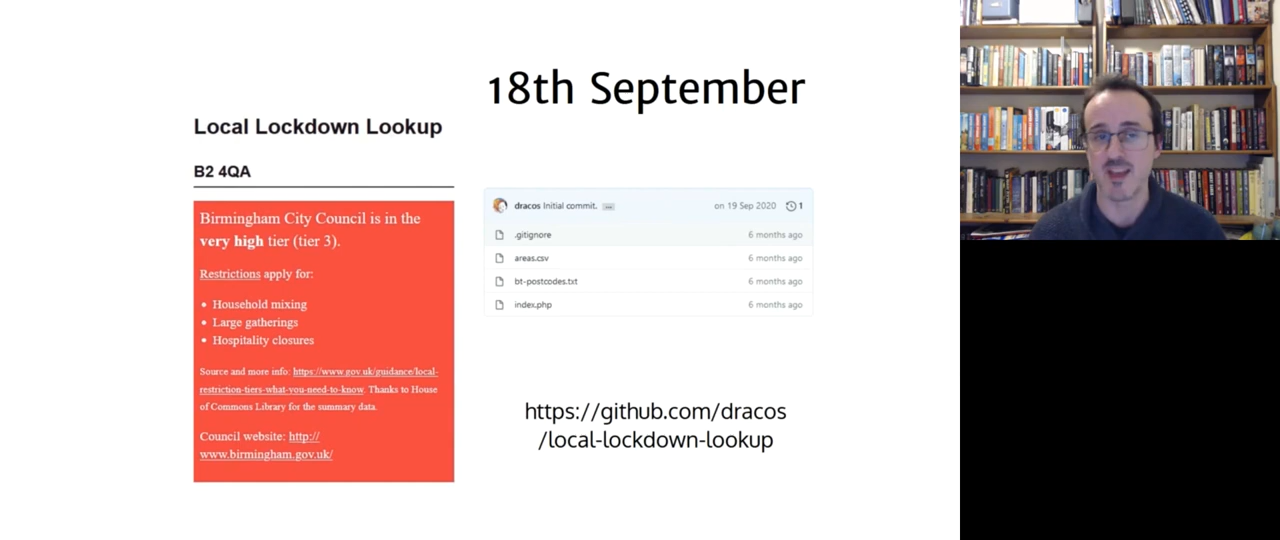 18th September
Local Lockdown Lookup
B2 4QA
Birmingham City Council is in the
very high tier (tier 3).
Restrictions apply for:
• Household mixing
• Large gatherings
• Hospitality closures
Source and more info: https://www.gov.uk/guidance/local-
restriction-tiers-what-you-need-to-know. Thanks to House
of Commons Library for the summary data.
Council website: http://
www.birmingham.gov.uk/
dracos Initial commit. ... on 19 Sep 2020 1
.gitignore 6 months ago
areas.csv 6 months ago
bt-postcodes.txt 6 months ago
index.php 6 months ago
https://github.com/dracos
/local-lockdown-lookup